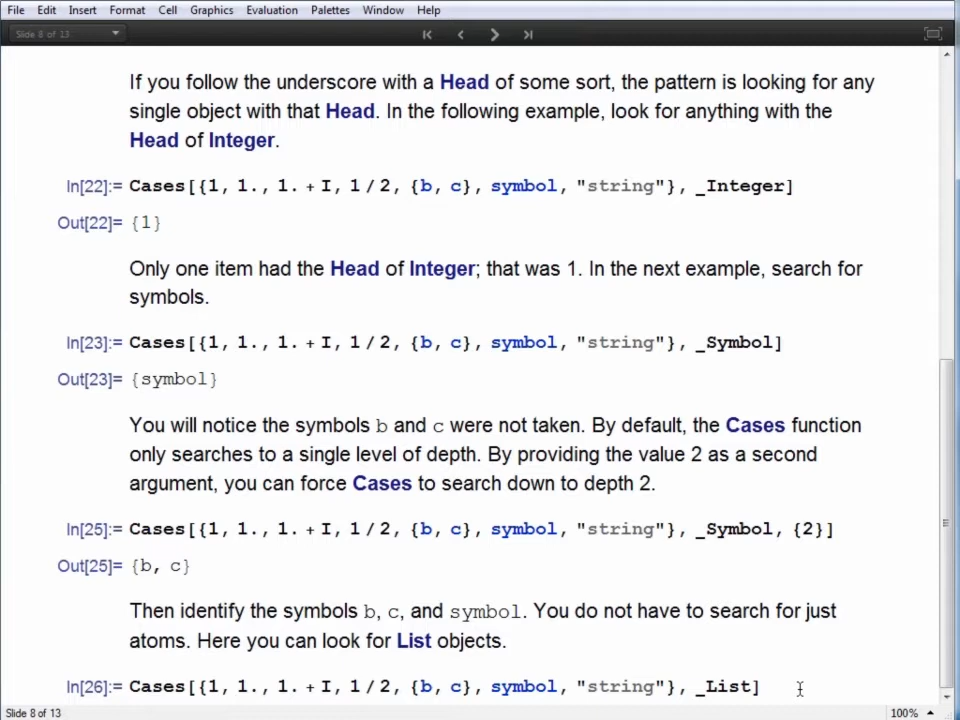 File Edit Insert Format Cell Graphics Evaluation Palettes Window Help
Slide 8 of 13
If you follow the underscore with a Head of some sort, the pattern is looking for any
single object with that Head. In the following example, look for anything with the
Head of Integer.
In[22]:= Cases[{1, 1., 1. + I, 1 / 2, {b, c}, symbol, "string"}, _Integer]
Out[22]= {1}
Only one item had the Head of Integer; that was 1. In the next example, search for
symbols.
In[23]:= Cases[{1, 1., 1. + I, 1 / 2, {b, c}, symbol, "string"}, _Symbol]
Out[23]= {symbol}
You will notice the symbols b and c were not taken. By default, the Cases function
only searches to a single level of depth. By providing the value 2 as a second
argument, you can force Cases to search down to depth 2.
In[25]:= Cases[{1, 1., 1. + I, 1 / 2, {b, c}, symbol, "string"}, _Symbol, {2}]
Out[25]= {b, c}
Then identify the symbols b, c, and symbol. You do not have to search for just
atoms. Here you can look for List objects.
In[26]:= Cases[{1, 1., 1. + I, 1 / 2, {b, c}, symbol, "string"}, _List]
Slide 8 of 13 100%